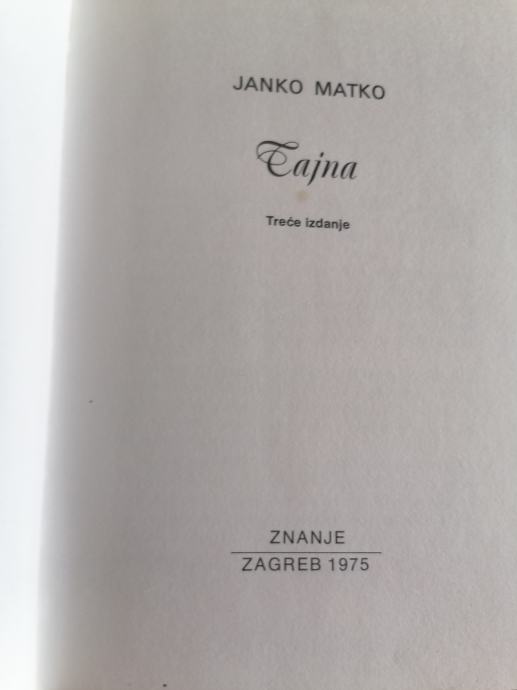 JANKO MATKO
Tajna
Treće izdanje
ZNANJE
ZAGREB 1975